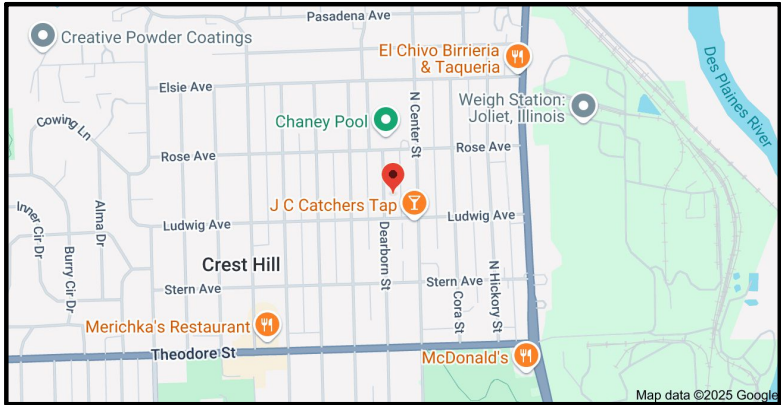 Pasadena Ave
Creative Powder Coatings
El Chivo Birrieria
& Taqueria
Des Plaines River
Elsie Ave
Weigh Station:
Joliet, Illinois
N Center St
Chaney Pool
Cowing Ln
Rose Ave
Rose Ave
J C Catchers Tap
Inner Cir Dr
Alma Dr
Ludwig Ave
Ludwig Ave
Burry Cir Dr
Dearborn St
Crest Hill
Stern Ave
Stern Ave
N Hickory St
Cora St
Merichka's Restaurant
Theodore St
McDonald's
Map data ©2025 Google